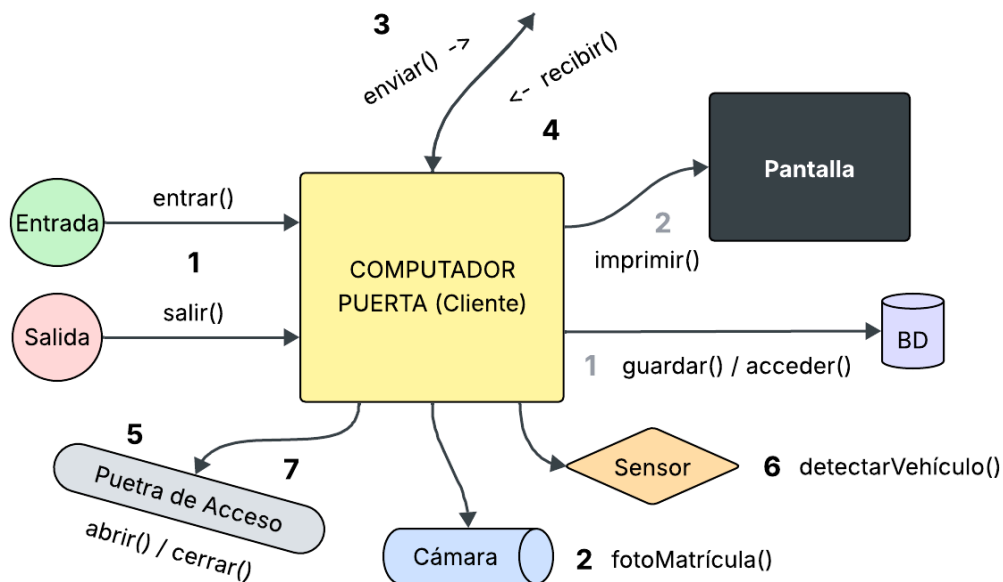 3
enviar() ->
<- recibir()
4
Pantalla
Entrada
entrar()
2
imprimir()
1
COMPUTADOR
PUERTA (Cliente)
Salida
salir()
BD
1 guardar() / acceder()
5
7
Puetra de Acceso
abrir() / cerrar()
Sensor
6 detectarVehículo()
Cámara
2 fotoMatrícula()